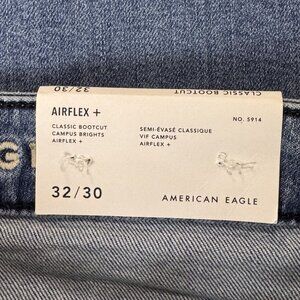 32/30
CLASSIC BOOTCUT
AIRFLEX +
CLASSIC BOOTCUT
CAMPUS BRIGHTS
AIRFLEX +
SEMI-ÉVASÉ CLASSIQUE
VIF CAMPUS
AIRFLEX +
NO. 5914
32/30
AMERICAN EAGLE